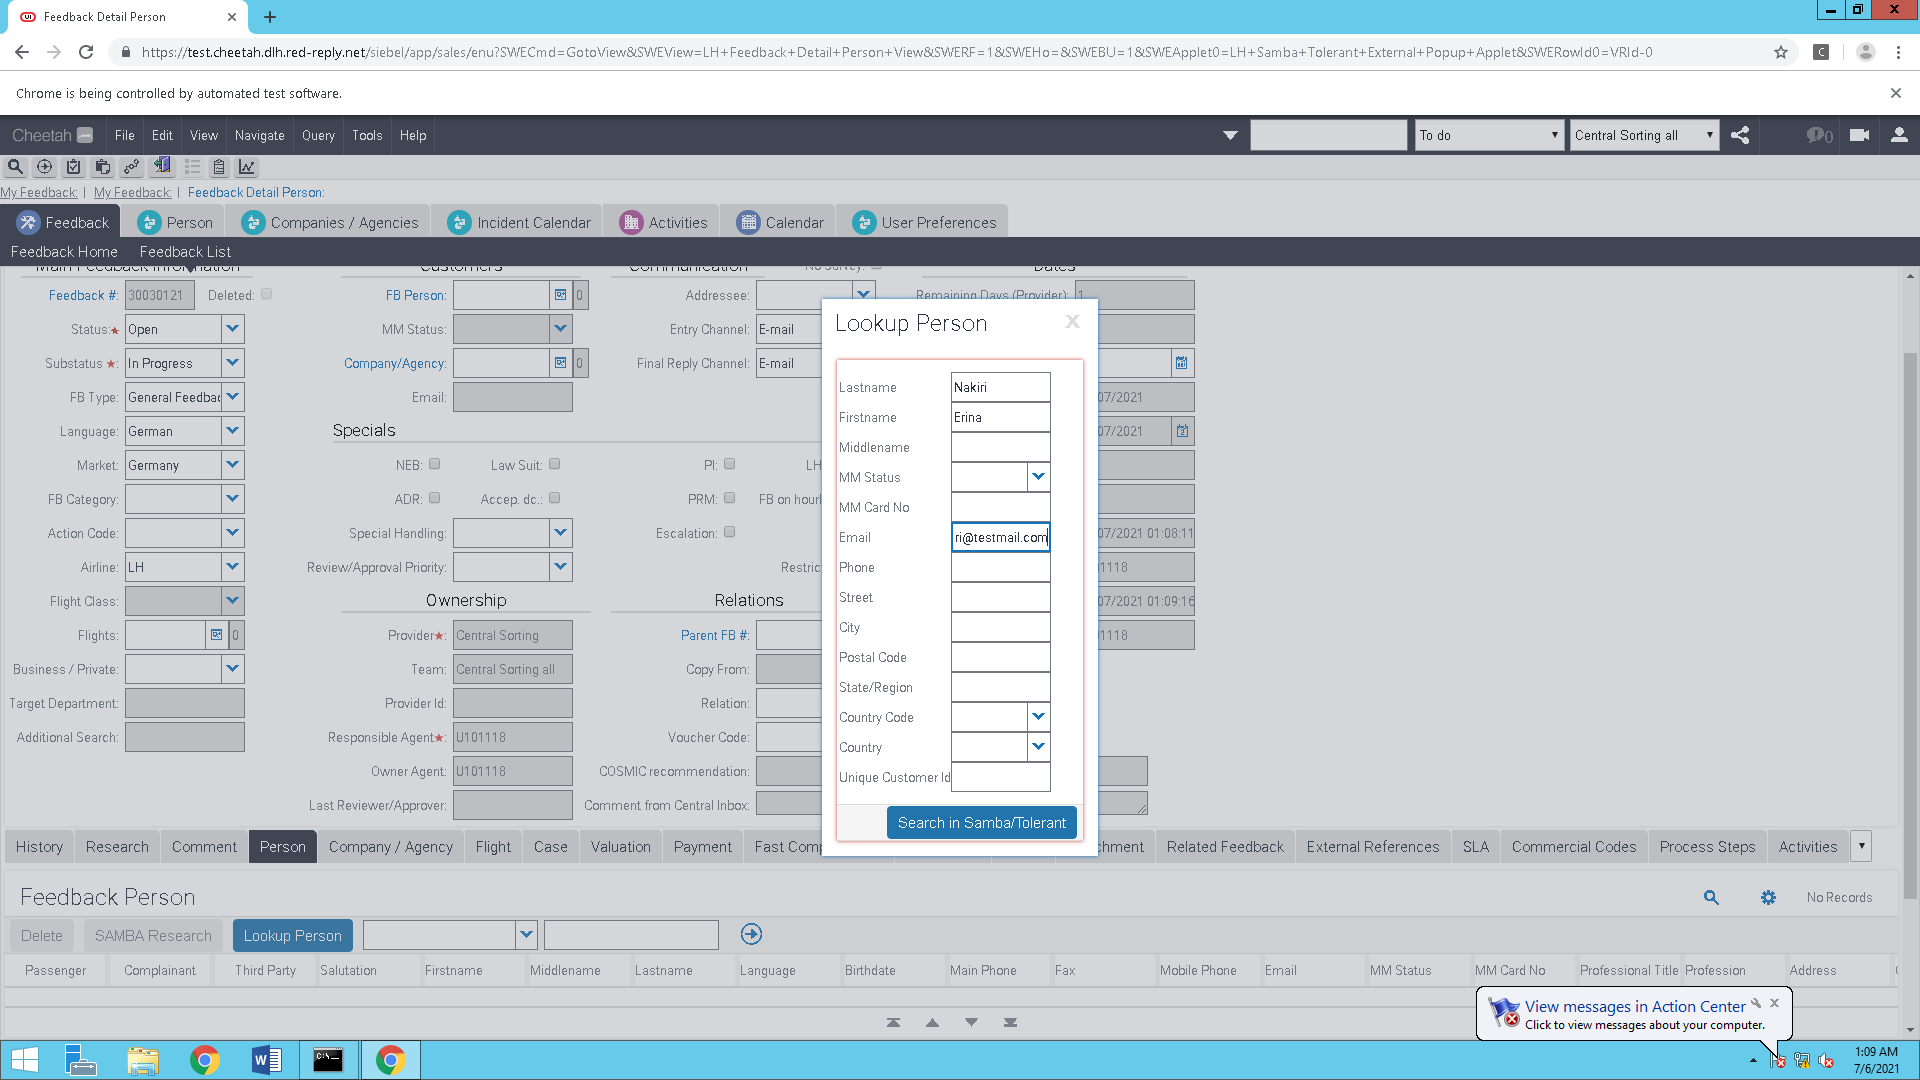 Feedback Detail Person
https://test.cheetah.dlh.red-reply.net/siebel/app/sales/enu?SWECmd=GotoView&SWEView=LH+Feedback+Detail+Person+View&SWERF=1&SWEHo=&SWEBU=1&SWEApplet0=LH+Samba+Tolerant+External+Popup+Applet&SWERowId0=VRId-0
Chrome is being controlled by automated test software.
Cheetah File Edit View Navigate Query Tools Help To do Central Sorting all 0
My Feedback: | My Feedback: | Feedback Detail Person:
Feedback Person Companies / Agencies Incident Calendar Activities Calendar User Preferences
Feedback Home Feedback List
Main Feedback Information Customers Communication No Survey: Dates
Feedback #: 30030121 Deleted: FB Person: 0 Addressee: Remaining Days (Provider): 1
Status:★ Open MM Status: Entry Channel: E-mail
Substatus ★: In Progress Company/Agency: 0 Final Reply Channel: E-mail
FB Type: General Feedbac Email: 07/2021
Language: German Specials 07/2021
Market: Germany NEB: Law Suit: PI: LH
FB Category: ADR: Accep. dc.: PRM: FB on hourl
Action Code: Special Handling: Escalation: 07/2021 01:08:11
Airline: LH Review/Approval Priority: Restric 1118
Flight Class: Ownership Relations 07/2021 01:09:16
Flights: 0 Provider★: Central Sorting Parent FB #: 1118
Business / Private: Team: Central Sorting all Copy From:
Target Department: Provider Id: Relation:
Additional Search: Responsible Agent★: U101118 Voucher Code:
Owner Agent: U101118 COSMIC recommendation:
Last Reviewer/Approver: Comment from Central Inbox:
Lookup Person X
Lastname Nakiri
Firstname Erina
Middlename
MM Status
MM Card No
Email ri@testmail.com
Phone
Street
City
Postal Code
State/Region
Country Code
Country
Unique Customer Id
Search in Samba/Tolerant
History Research Comment Person Company / Agency Flight Case Valuation Payment Fast Comp chment Related Feedback External References SLA Commercial Codes Process Steps Activities
Feedback Person No Records
Delete SAMBA Research Lookup Person
Passenger Complainant Third Party Salutation Firstname Middlename Lastname Language Birthdate Main Phone Fax Mobile Phone Email MM Status MM Card No Professional Title Profession Address
View messages in Action Center
Click to view messages about your computer.
1:09 AM
7/6/2021